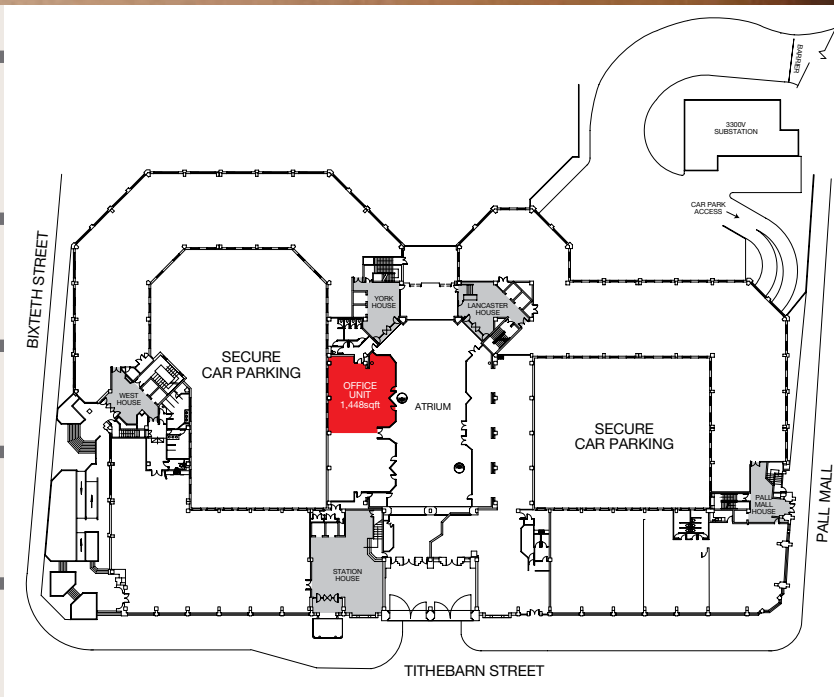 BARRIER
3300V
SUBSTATION
CAR PARK
ACCESS
BIXTETH STREET
YORK
HOUSE
LANCASTER
HOUSE
SECURE
CAR PARKING
OFFICE
UNIT
1,448sqft
ATRIUM
WEST
HOUSE
SECURE
CAR PARKING
PALL
MALL
HOUSE
PALL MALL
STATION
HOUSE
TITHEBARN STREET